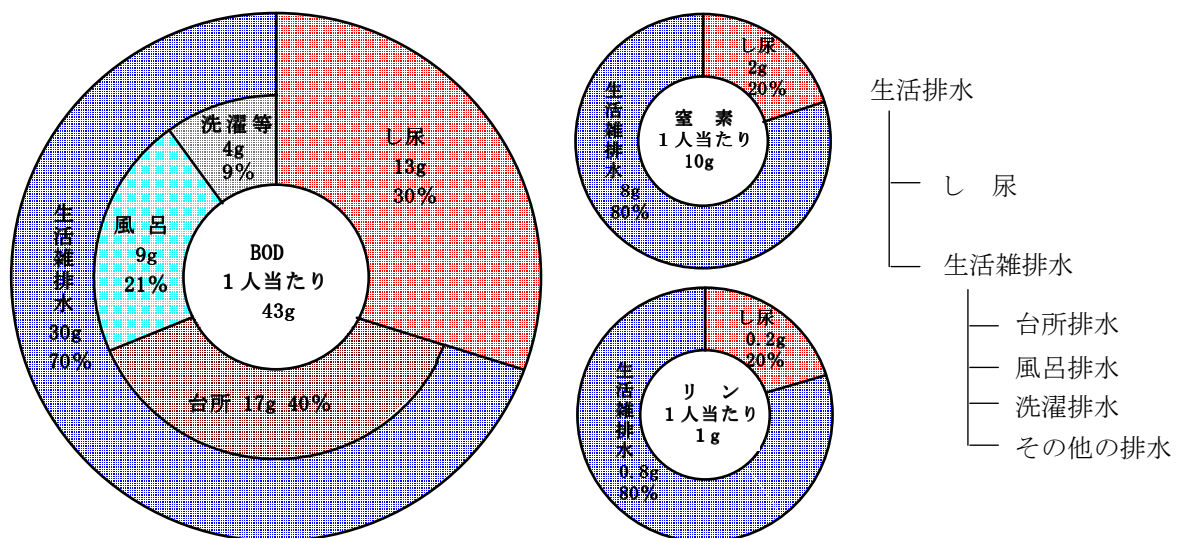 し尿
13g
30%
洗濯等
4g
9%
風 呂
9g
21%
台所 17g 40%
生活雑排水
30g
70%
BOD
1人当たり
43g
し尿
2g
20%
生活雑排水
8g
80%
窒 素
1人当たり
10g
し尿
0.2g
20%
生活雑排水
0.8g
80%
リ ン
1人当たり
1g
生活排水
し 尿
生活雑排水
台所排水
風呂排水
洗濯排水
その他の排水